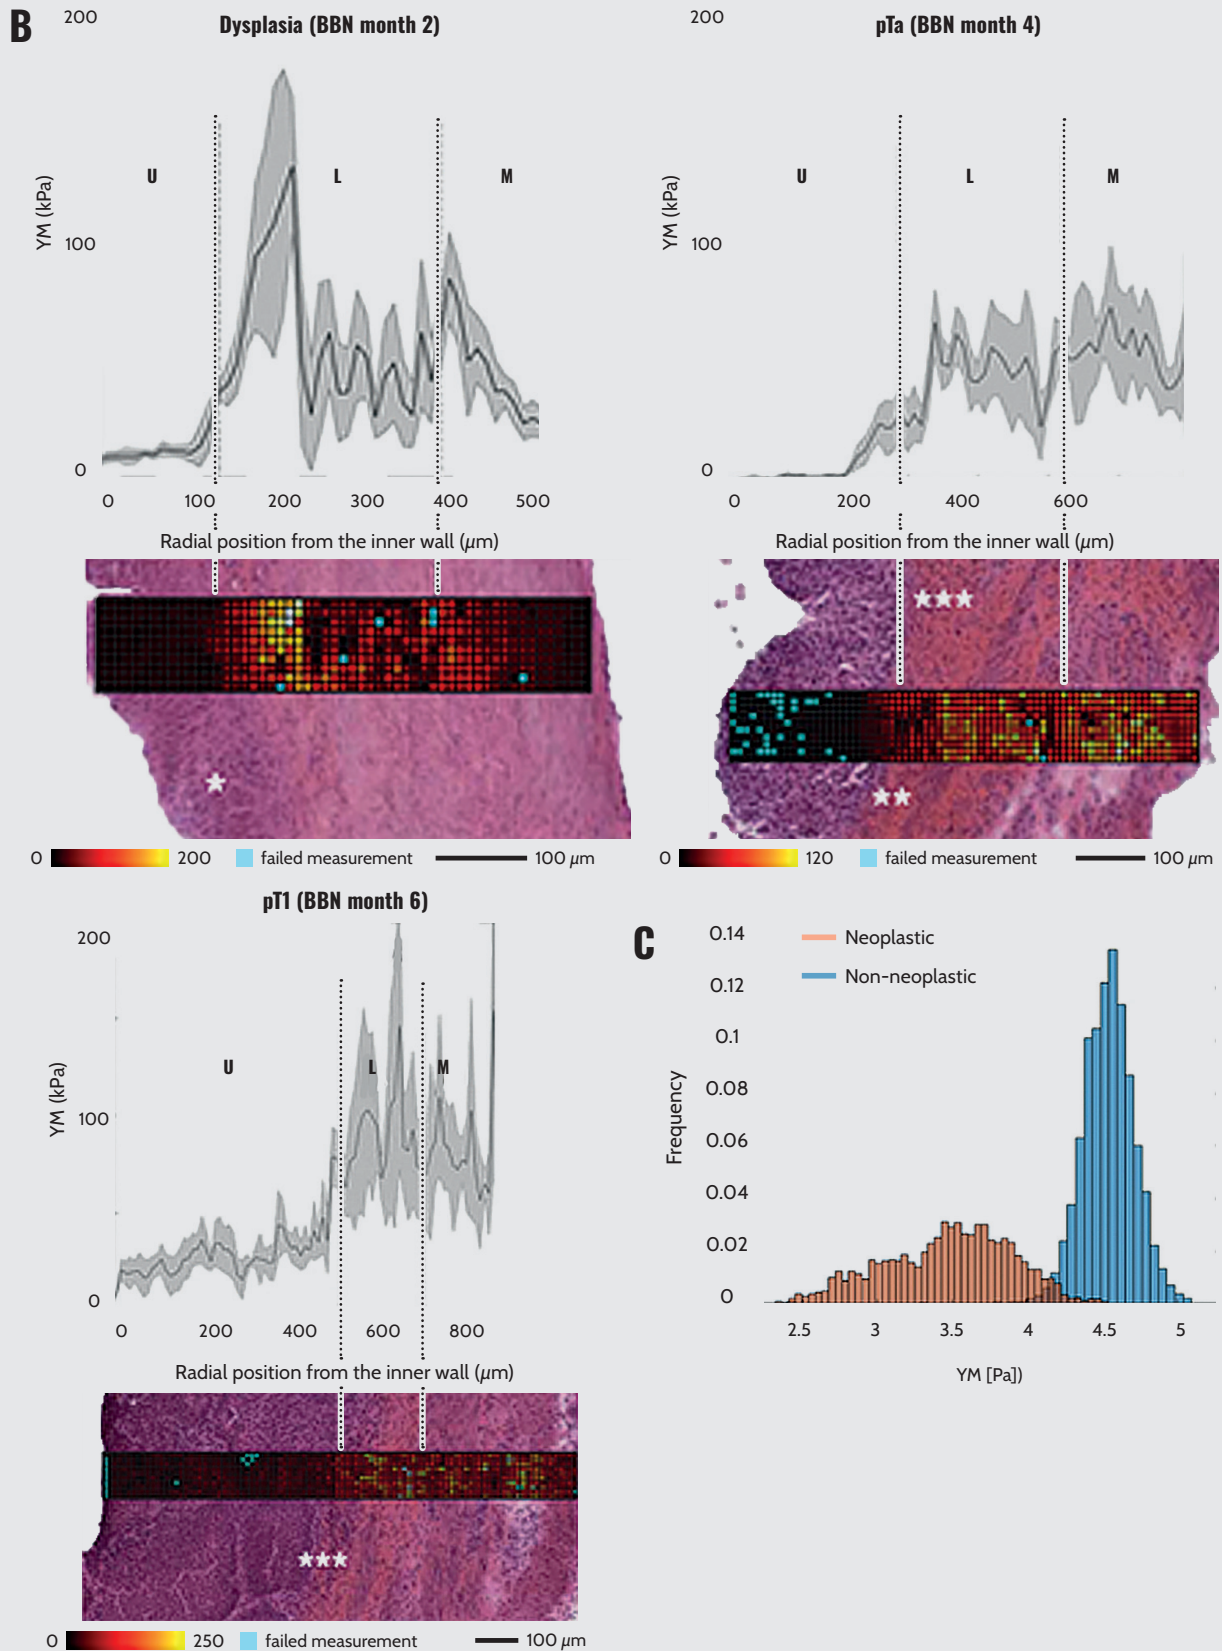 B
Dysplasia (BBN month 2)
200
YM (kPa)
100
0
U
L
M
0 100 200 300 400 500
Radial position from the inner wall (µm)
0 200 failed measurement 100 µm
pTa (BBN month 4)
200
YM (kPa)
100
0
U
L
M
0 200 400 600
Radial position from the inner wall (µm)
★★★
★★
★
0 120 failed measurement 100 µm
pT1 (BBN month 6)
200
YM (kPa)
100
0
U
L
M
0 200 400 600 800
Radial position from the inner wall (µm)
★★★
0 250 failed measurement 100 µm
C
Neoplastic
Non-neoplastic
Frequency
0.14
0.12
0.1
0.08
0.06
0.04
0.02
0
2.5 3 3.5 4 4.5 5
YM [Pa])